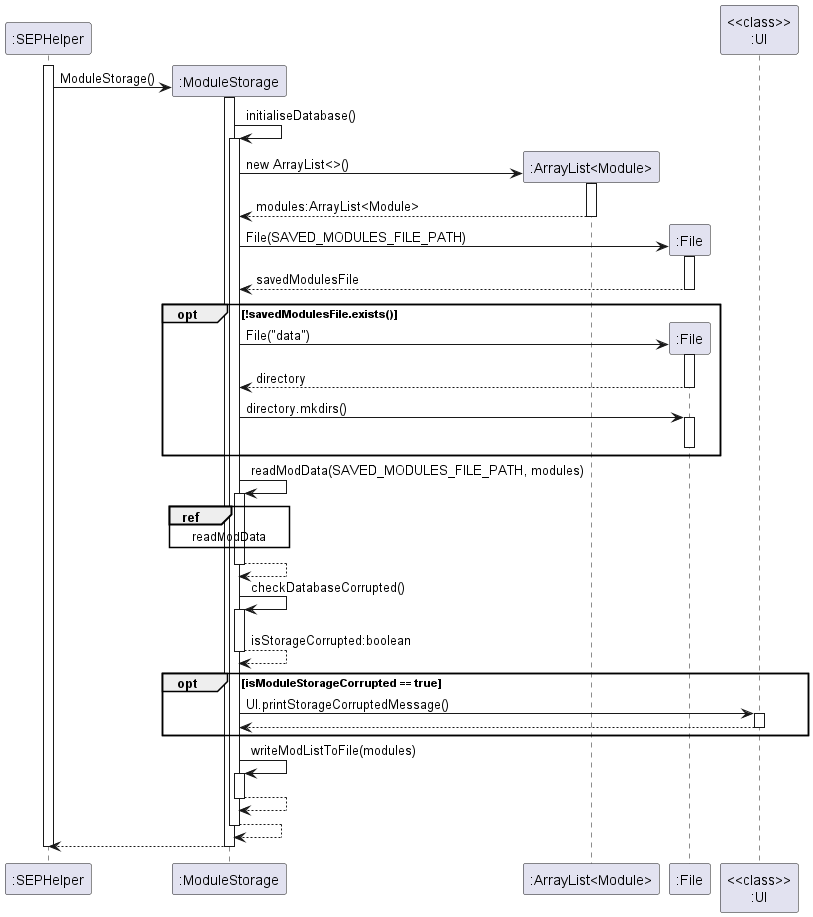 <<class>>
:SEPHelper
:UI
ModuleStorage()
:ModuleStorage
initialiseDatabase()
new ArrayList<>()
:ArrayList<Module>
modules:ArrayList<Module>
File(SAVED_MODULES_FILE_PATH)
:File
savedModulesFile
opt
[!savedModulesFile.exists()]
File("data")
:File
directory
directory.mkdirs()
readModData(SAVED_MODULES_FILE_PATH, modules)
ref
readModData
checkDatabaseCorrupted()
isStorageCorrupted:boolean
opt
[isModuleStorageCorrupted == true]
UI.printStorageCorruptedMessage()
writeModListToFile(modules)
:SEPHelper
:ModuleStorage
:ArrayList<Module>
:File
<<class>>
:UI